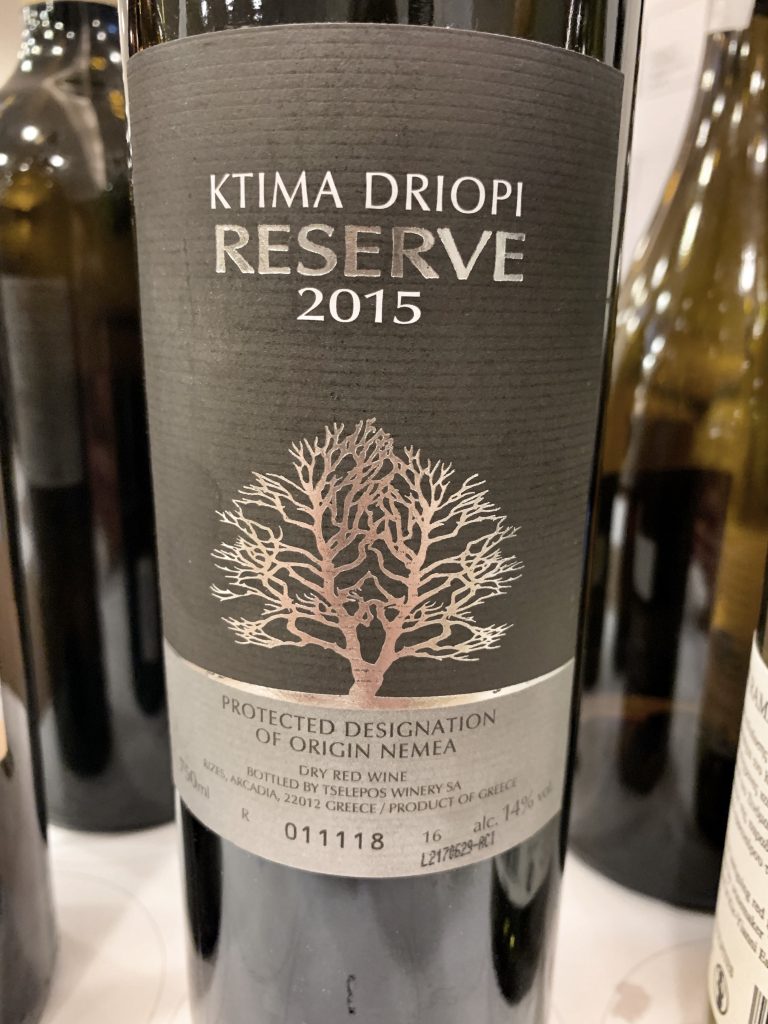 KTIMA DRIOPI
RESERVE
2015
PROTECTED DESIGNATION
OF ORIGIN NEMEA
DRY RED WINE
BOTTLED BY TSELEPOS WINERY SA
RIZES, ARCADIA, 22012 GREECE / PRODUCT OF GREECE
750ml
R 011118 16 alc. 14% vol.
L2170629-AC1